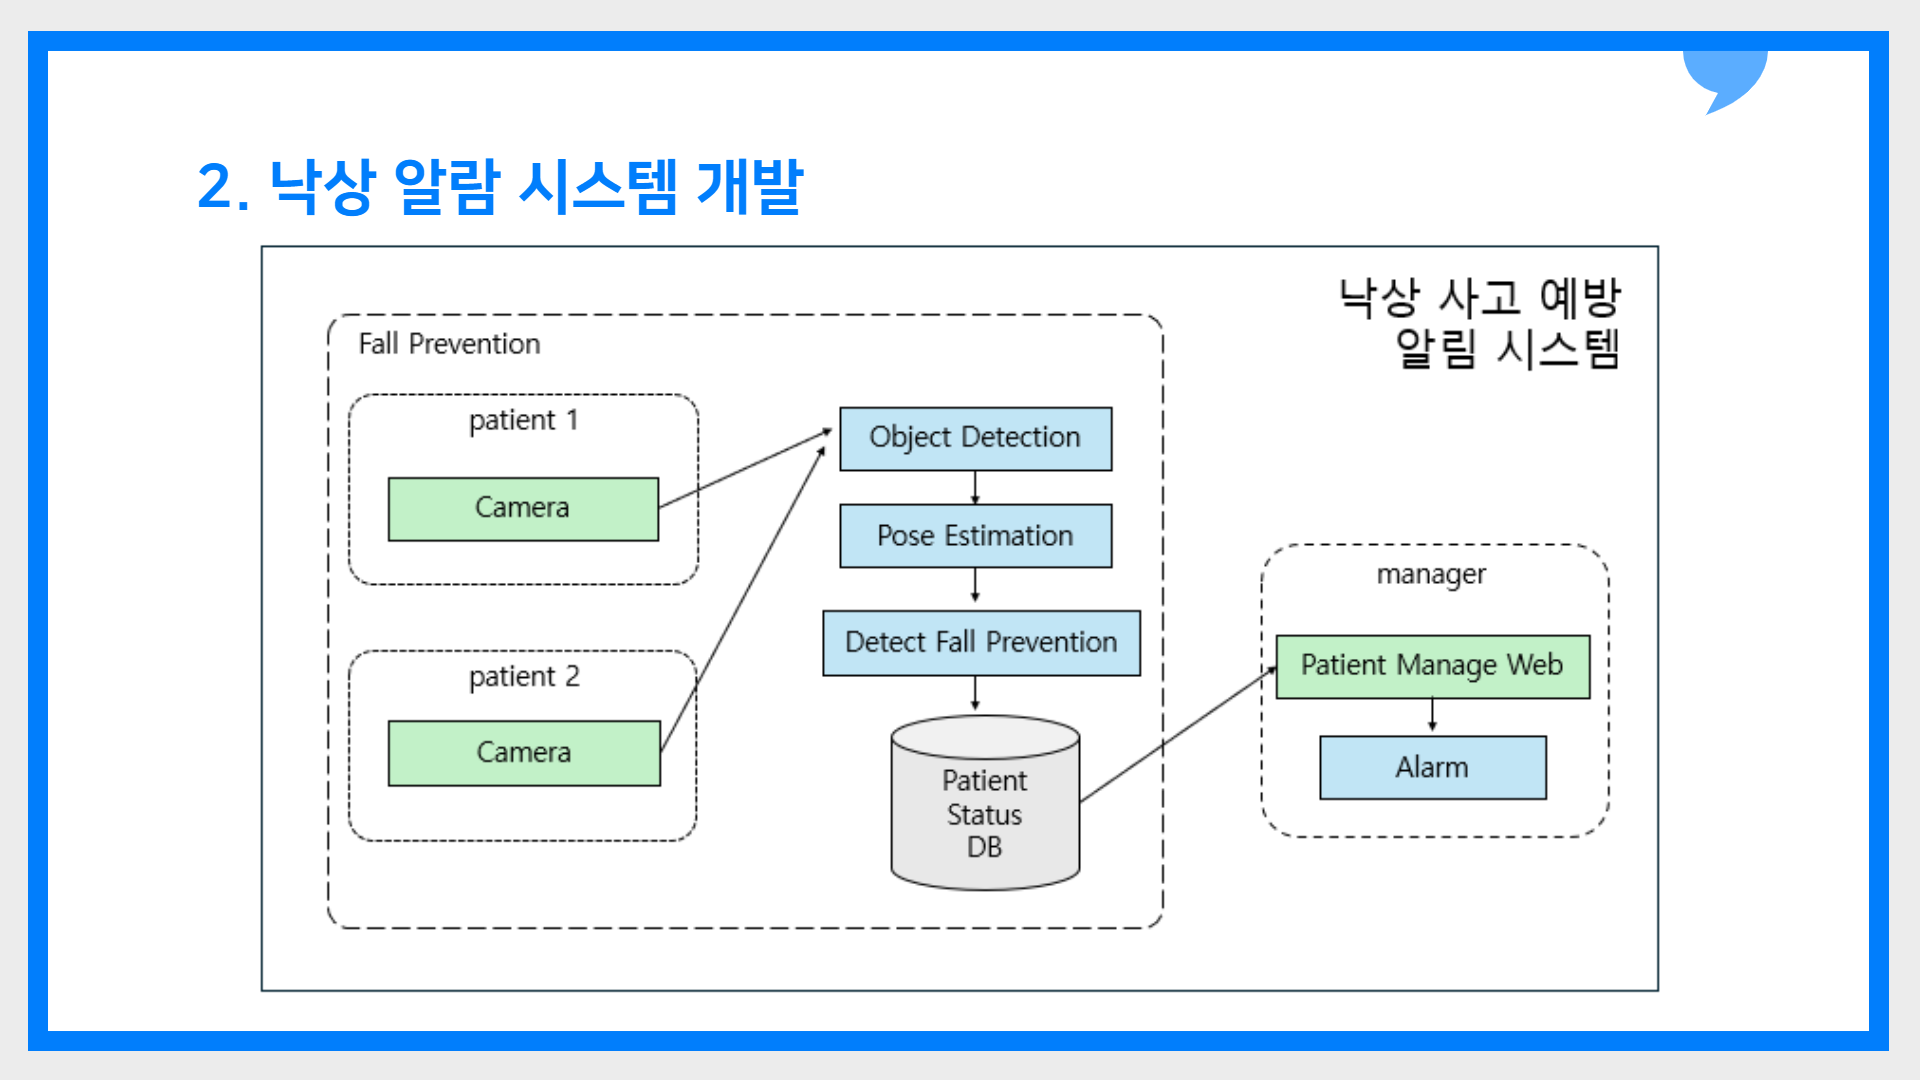 2. 낙상 알람 시스템 개발
낙상 사고 예방
알림 시스템
Fall Prevention
patient 1
Camera
patient 2
Camera
Object Detection
Pose Estimation
Detect Fall Prevention
Patient
Status
DB
manager
Patient Manage Web
Alarm